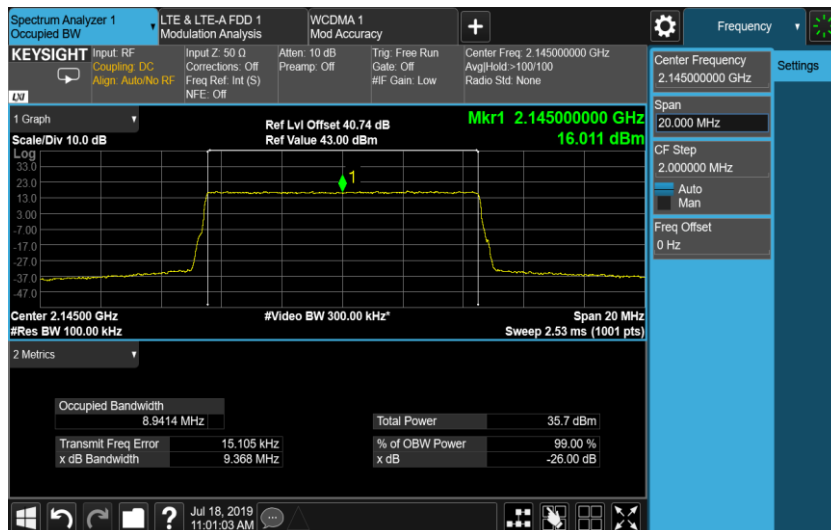 Spectrum Analyzer 1
Occupied BW
LTE & LTE-A FDD 1
Modulation Analysis
WCDMA 1
Mod Accuracy
Frequency
KEYSIGHT
Input: RF
Coupling: DC
Align: Auto/No RF
Input Z: 50 Ω
Corrections: Off
Freq Ref: Int (S)
NFE: Off
Atten: 10 dB
Preamp: Off
Trig: Free Run
Gate: Off
#IF Gain: Low
Center Freq: 2.145000000 GHz
Avg|Hold:>100/100
Radio Std: None
LXI
Center Frequency
2.145000000 GHz
Settings
Span
20.000 MHz
CF Step
2.000000 MHz
Auto
Man
Freq Offset
0 Hz
1 Graph
Scale/Div 10.0 dB
Ref Lvl Offset 40.74 dB
Ref Value 43.00 dBm
Mkr1 2.145000000 GHz
16.011 dBm
Log
33.0
23.0
13.0
3.00
-7.00
-17.0
-27.0
-37.0
-47.0
1
Center 2.14500 GHz
#Res BW 100.00 kHz
#Video BW 300.00 kHz*
Span 20 MHz
Sweep 2.53 ms (1001 pts)
2 Metrics
Occupied Bandwidth
8.9414 MHz
Total Power 35.7 dBm
Transmit Freq Error 15.105 kHz
% of OBW Power 99.00 %
x dB Bandwidth 9.368 MHz
x dB -26.00 dB
?
Jul 18, 2019
11:01:03 AM